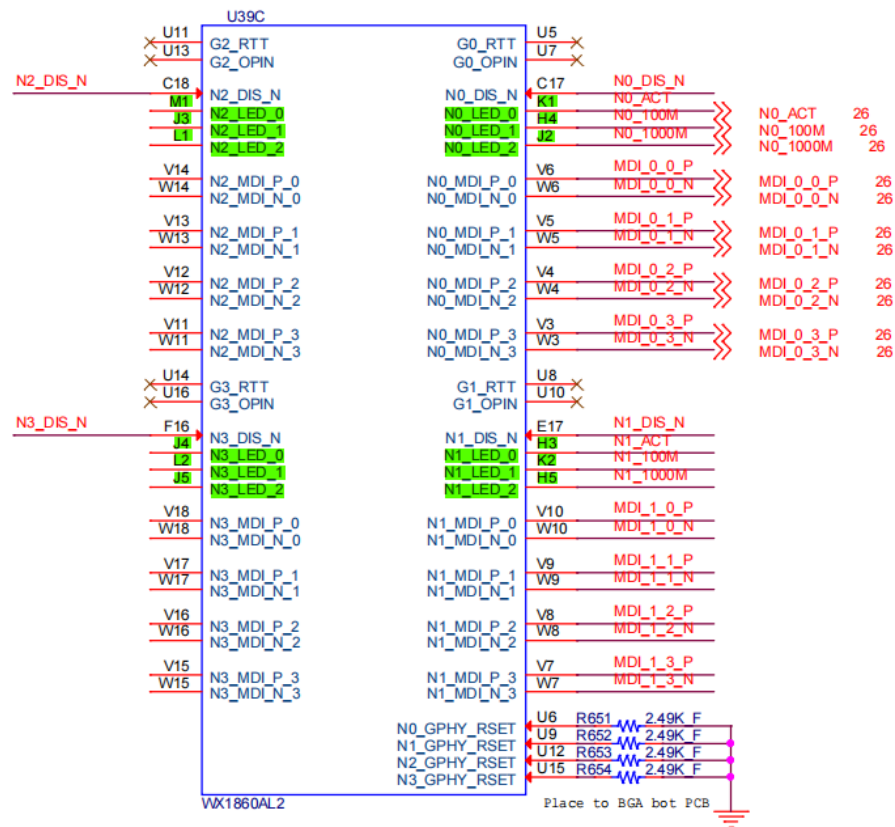 U39C
U11 G2_RTT G0_RTT U5
U13 G2_OPIN G0_OPIN U7
N2_DIS_N C18 N2_DIS_N N0_DIS_N C17 N0_DIS_N
M1 N2_LED_0 N0_LED_0 K1 N0_ACT N0_ACT 26
J3 N2_LED_1 N0_LED_1 H4 N0_100M N0_100M 26
L1 N2_LED_2 N0_LED_2 J2 N0_1000M N0_1000M 26
V14 N2_MDI_P_0 N0_MDI_P_0 V6 MDI_0_0_P MDI_0_0_P 26
W14 N2_MDI_N_0 N0_MDI_N_0 W6 MDI_0_0_N MDI_0_0_N 26
V13 N2_MDI_P_1 N0_MDI_P_1 V5 MDI_0_1_P MDI_0_1_P 26
W13 N2_MDI_N_1 N0_MDI_N_1 W5 MDI_0_1_N MDI_0_1_N 26
V12 N2_MDI_P_2 N0_MDI_P_2 V4 MDI_0_2_P MDI_0_2_P 26
W12 N2_MDI_N_2 N0_MDI_N_2 W4 MDI_0_2_N MDI_0_2_N 26
V11 N2_MDI_P_3 N0_MDI_P_3 V3 MDI_0_3_P MDI_0_3_P 26
W11 N2_MDI_N_3 N0_MDI_N_3 W3 MDI_0_3_N MDI_0_3_N 26
U14 G3_RTT G1_RTT U8
U16 G3_OPIN G1_OPIN U10
N3_DIS_N F16 N3_DIS_N N1_DIS_N E17 N1_DIS_N
J4 N3_LED_0 N1_LED_0 H3 N1_ACT
L2 N3_LED_1 N1_LED_1 K2 N1_100M
J5 N3_LED_2 N1_LED_2 H5 N1_1000M
V18 N3_MDI_P_0 N1_MDI_P_0 V10 MDI_1_0_P
W18 N3_MDI_N_0 N1_MDI_N_0 W10 MDI_1_0_N
V17 N3_MDI_P_1 N1_MDI_P_1 V9 MDI_1_1_P
W17 N3_MDI_N_1 N1_MDI_N_1 W9 MDI_1_1_N
V16 N3_MDI_P_2 N1_MDI_P_2 V8 MDI_1_2_P
W16 N3_MDI_N_2 N1_MDI_N_2 W8 MDI_1_2_N
V15 N3_MDI_P_3 N1_MDI_P_3 V7 MDI_1_3_P
W15 N3_MDI_N_3 N1_MDI_N_3 W7 MDI_1_3_N
N0_GPHY_RSET U6 R651 2.49K_F
N1_GPHY_RSET U9 R652 2.49K_F
N2_GPHY_RSET U12 R653 2.49K_F
N3_GPHY_RSET U15 R654 2.49K_F
WX1860AL2 Place to BGA bot PCB